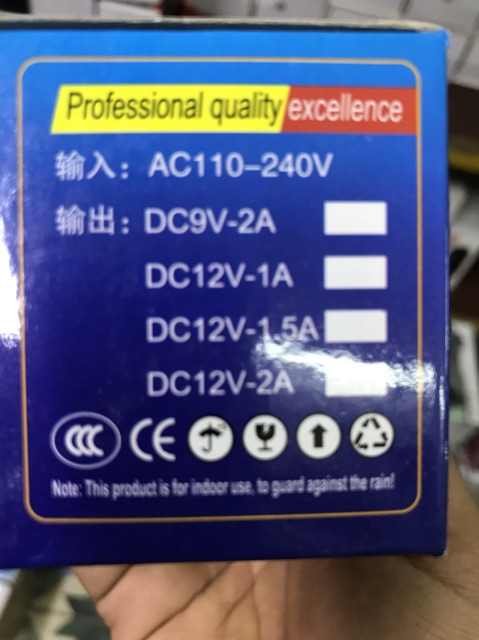 Professional quality excellence
输入: AC110-240V
输出: DC9V-2A
DC12V-1A
DC12V-1.5A
DC12V-2A
CCC CE
Note: This product is for indoor use, to guard against the rain!